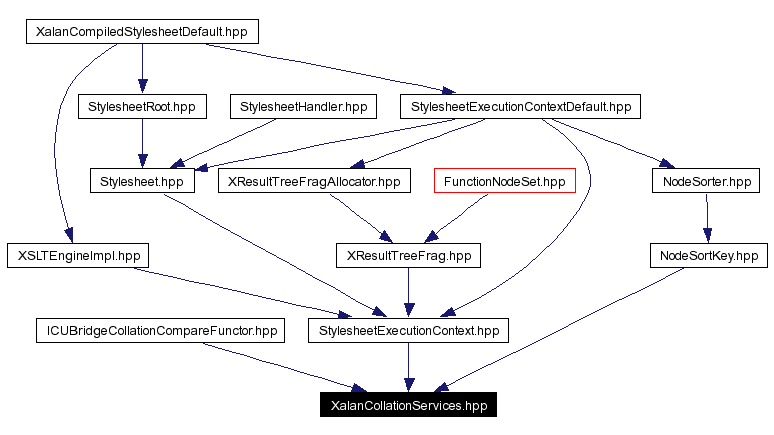 XalanCompiledStylesheetDefault.hpp
StylesheetRoot.hpp
StylesheetHandler.hpp
StylesheetExecutionContextDefault.hpp
Stylesheet.hpp
XResultTreeFragAllocator.hpp
FunctionNodeSet.hpp
NodeSorter.hpp
XSLTEngineImpl.hpp
XResultTreeFrag.hpp
NodeSortKey.hpp
ICUBridgeCollationCompareFunctor.hpp
StylesheetExecutionContext.hpp
XalanCollationServices.hpp